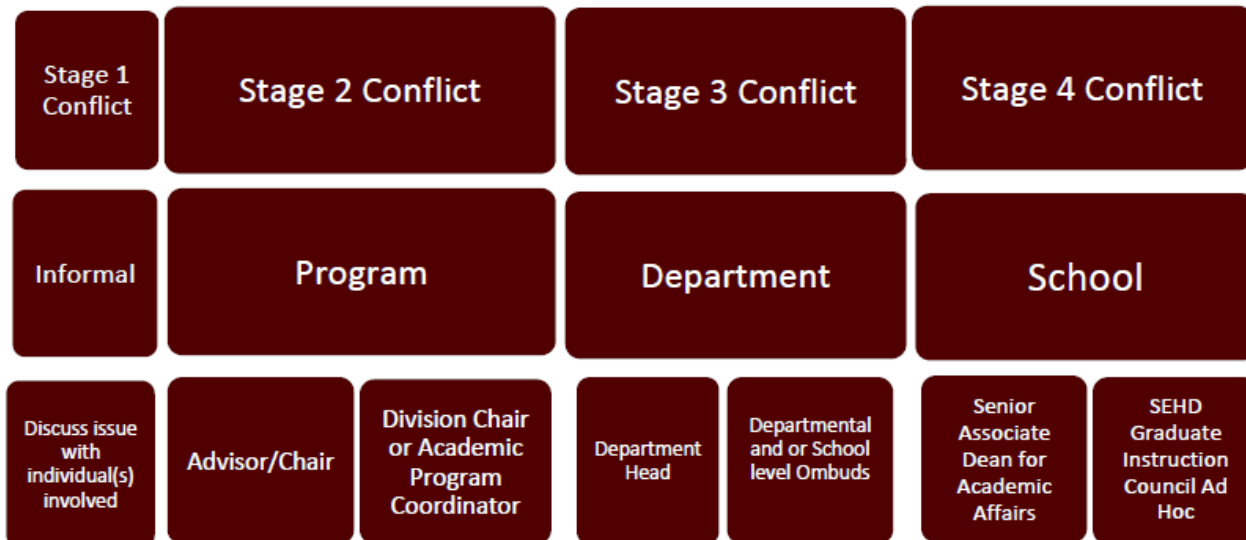 Stage 1
Conflict
Stage 2 Conflict
Stage 3 Conflict
Stage 4 Conflict
Informal
Program
Department
School
Discuss issue
with
individual(s)
involved
Advisor/Chair
Division Chair
or Academic
Program
Coordinator
Department
Head
Departmental
and or School
level Ombuds
Senior
Associate
Dean for
Academic
Affairs
SEHD
Graduate
Instruction
Council Ad
Hoc